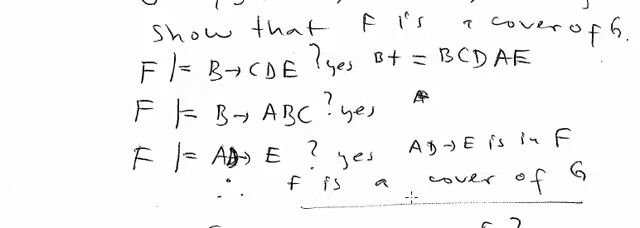 show that F is a cover of G.
F ⊨ B→CDE ? yes B+ = BCDAE
F ⊨ B→ABC ? yes
F ⊨ AD→E ? yes AD→E is in F
∴ F is a cover of G